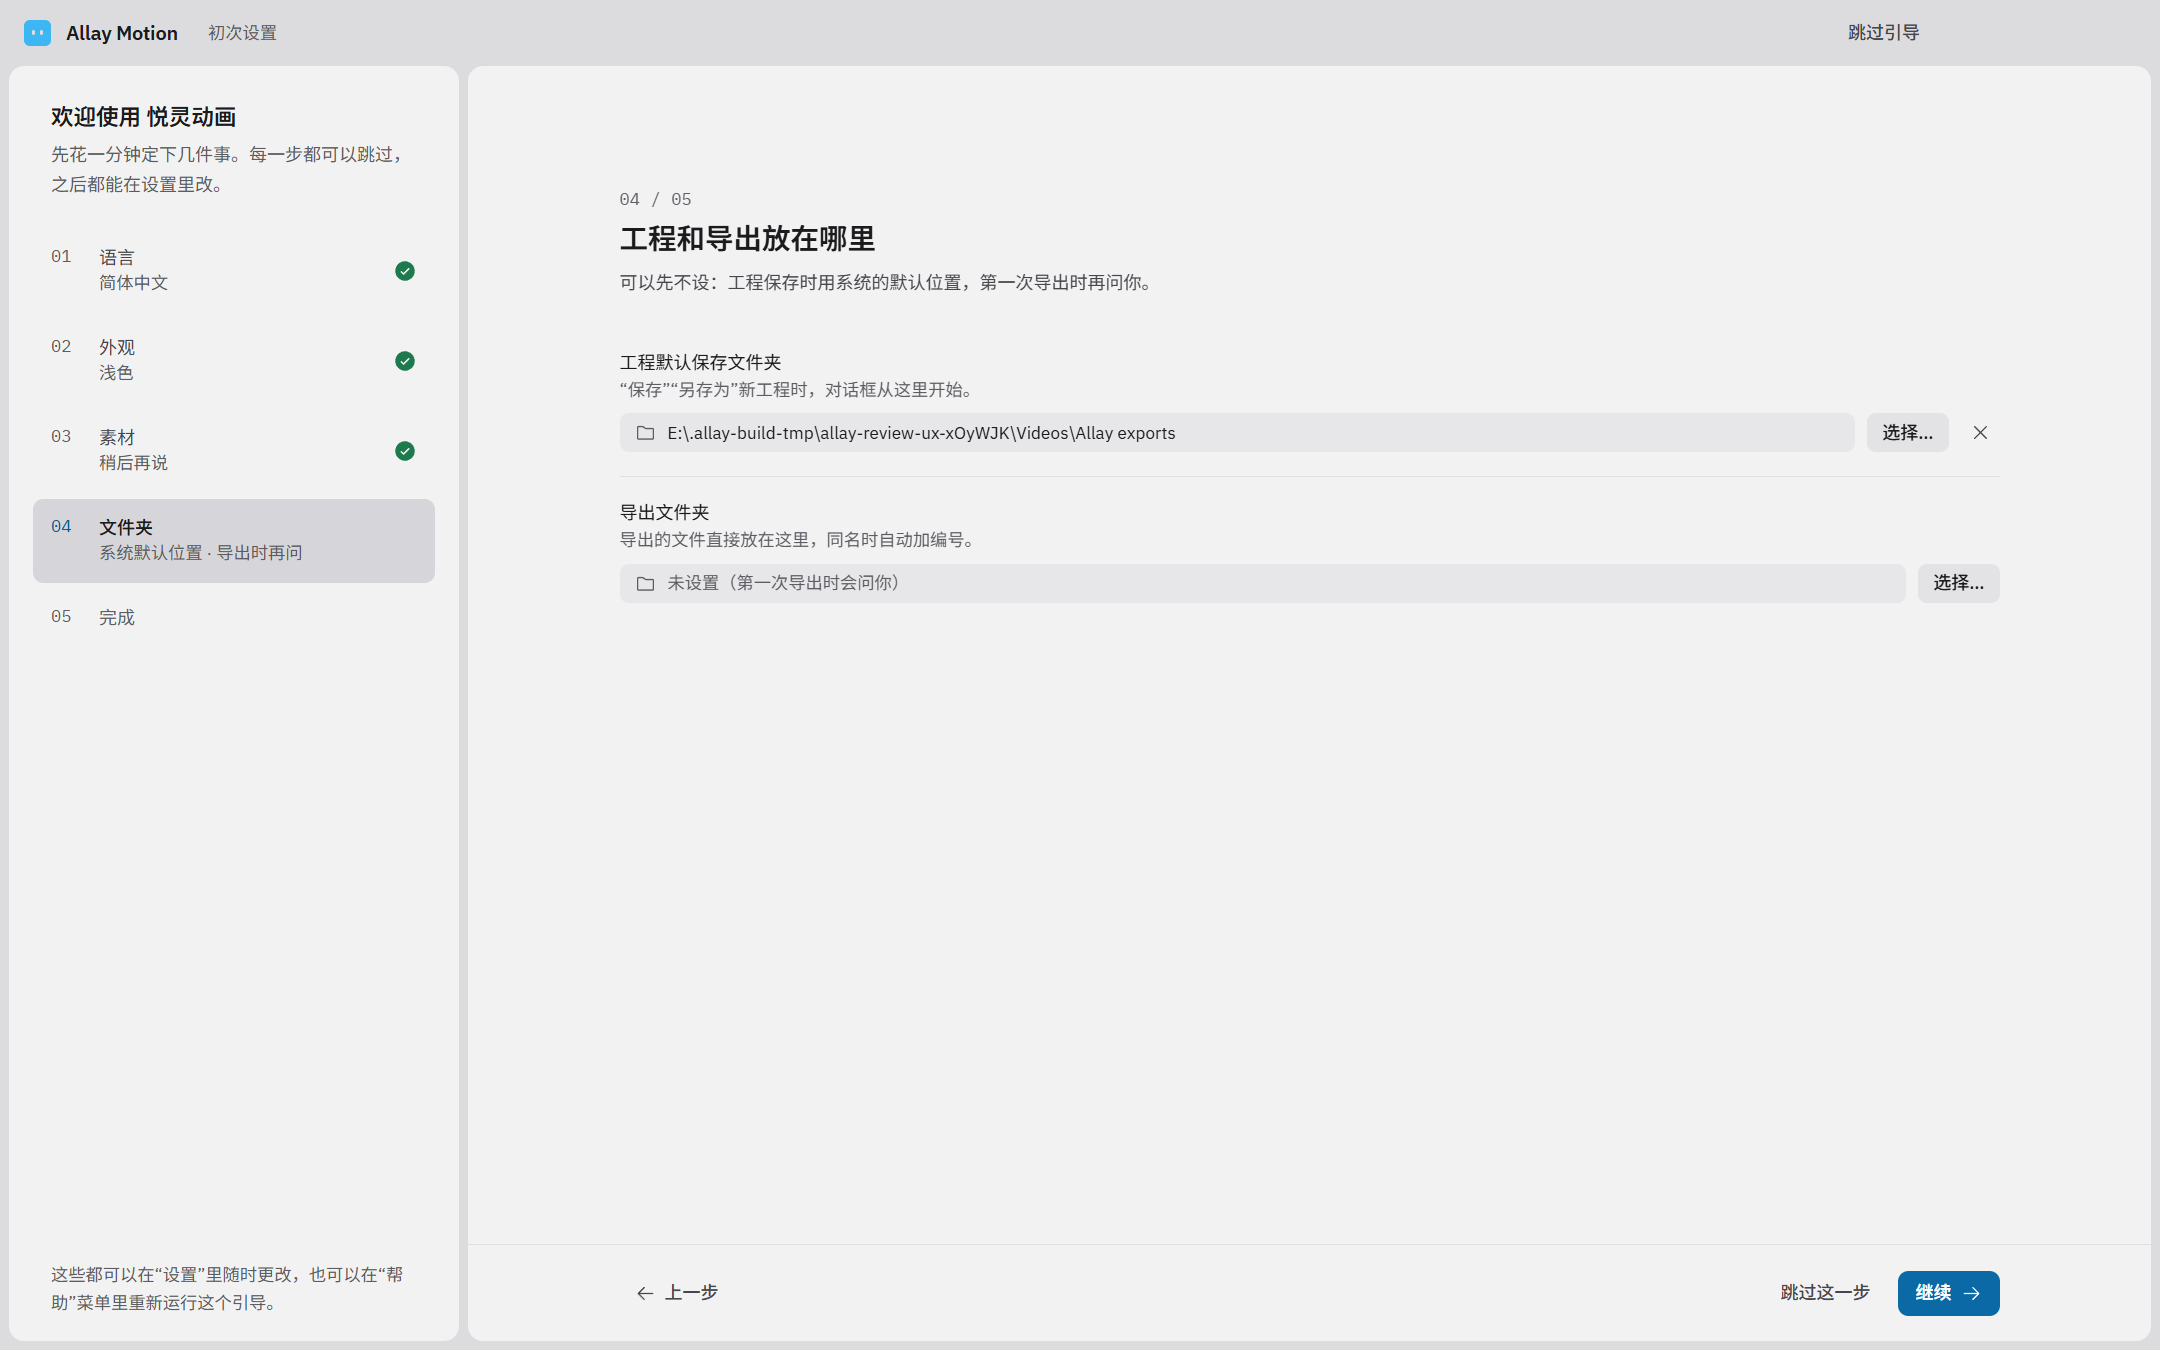 Allay Motion
初次设置
跳过引导
欢迎使用 悦灵动画
先花一分钟定下几件事。每一步都可以跳过，
之后都能在设置里改。
01 语言
简体中文
02 外观
浅色
03 素材
稍后再说
04 文件夹
系统默认位置 · 导出时再问
05 完成
这些都可以在“设置”里随时更改，也可以在“帮
助”菜单里重新运行这个引导。
04 / 05
工程和导出放在哪里
可以先不设：工程保存时用系统的默认位置，第一次导出时再问你。
工程默认保存文件夹
“保存”“另存为”新工程时，对话框从这里开始。
E:\.allay-build-tmp\allay-review-ux-xOyWJK\Videos\Allay exports
选择...
导出文件夹
导出的文件直接放在这里，同名时自动加编号。
未设置（第一次导出时会问你）
选择...
上一步
跳过这一步
继续